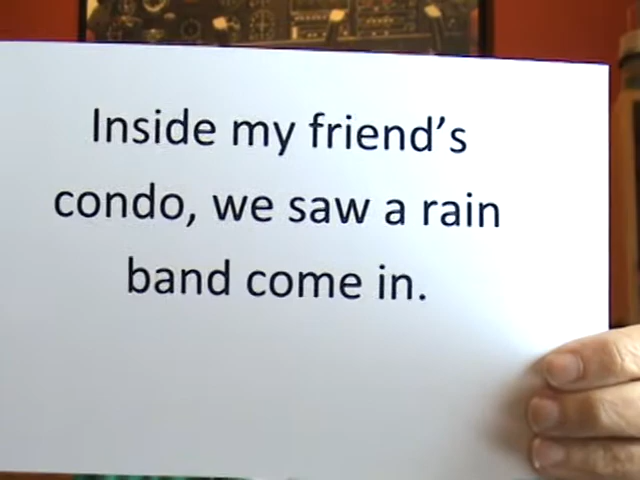 Inside my friend’s
condo, we saw a rain
band come in.